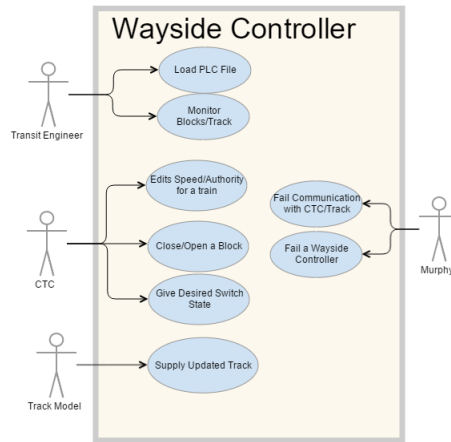 Wayside Controller
Load PLC File
Monitor
Blocks/Track
Transit Engineer
Edits Speed/Authority
for a train
Close/Open a Block
Give Desired Switch
State
CTC
Fail Communication
with CTC/Track
Fail a Wayside
Controller
Murphy
Supply Updated Track
Track Model